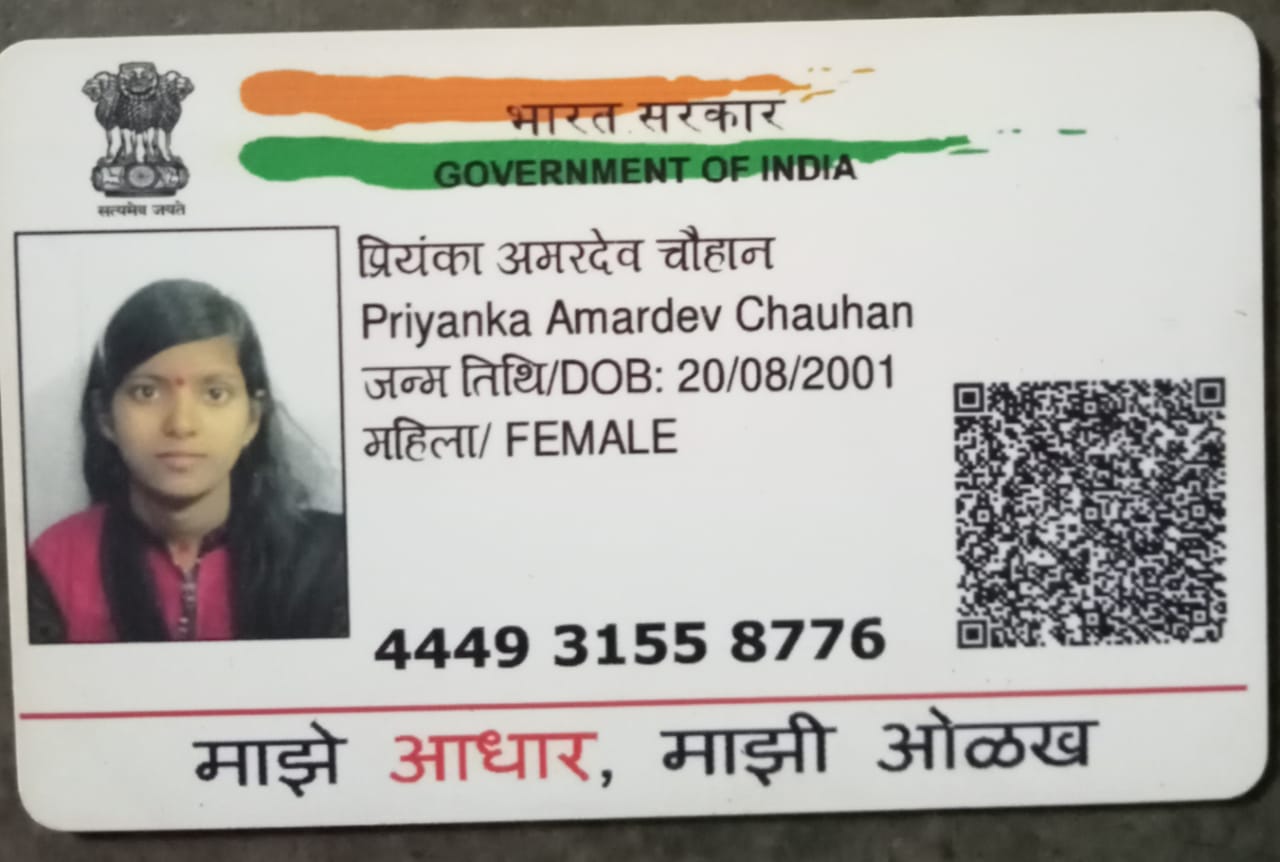 भारत सरकार
GOVERNMENT OF INDIA
सत्यमेव जयते
प्रियंका अमरदेव चौहान
Priyanka Amardev Chauhan
जन्म तिथि/DOB: 20/08/2001
महिला/ FEMALE
4449 3155 8776
माझे आधार, माझी ओळख